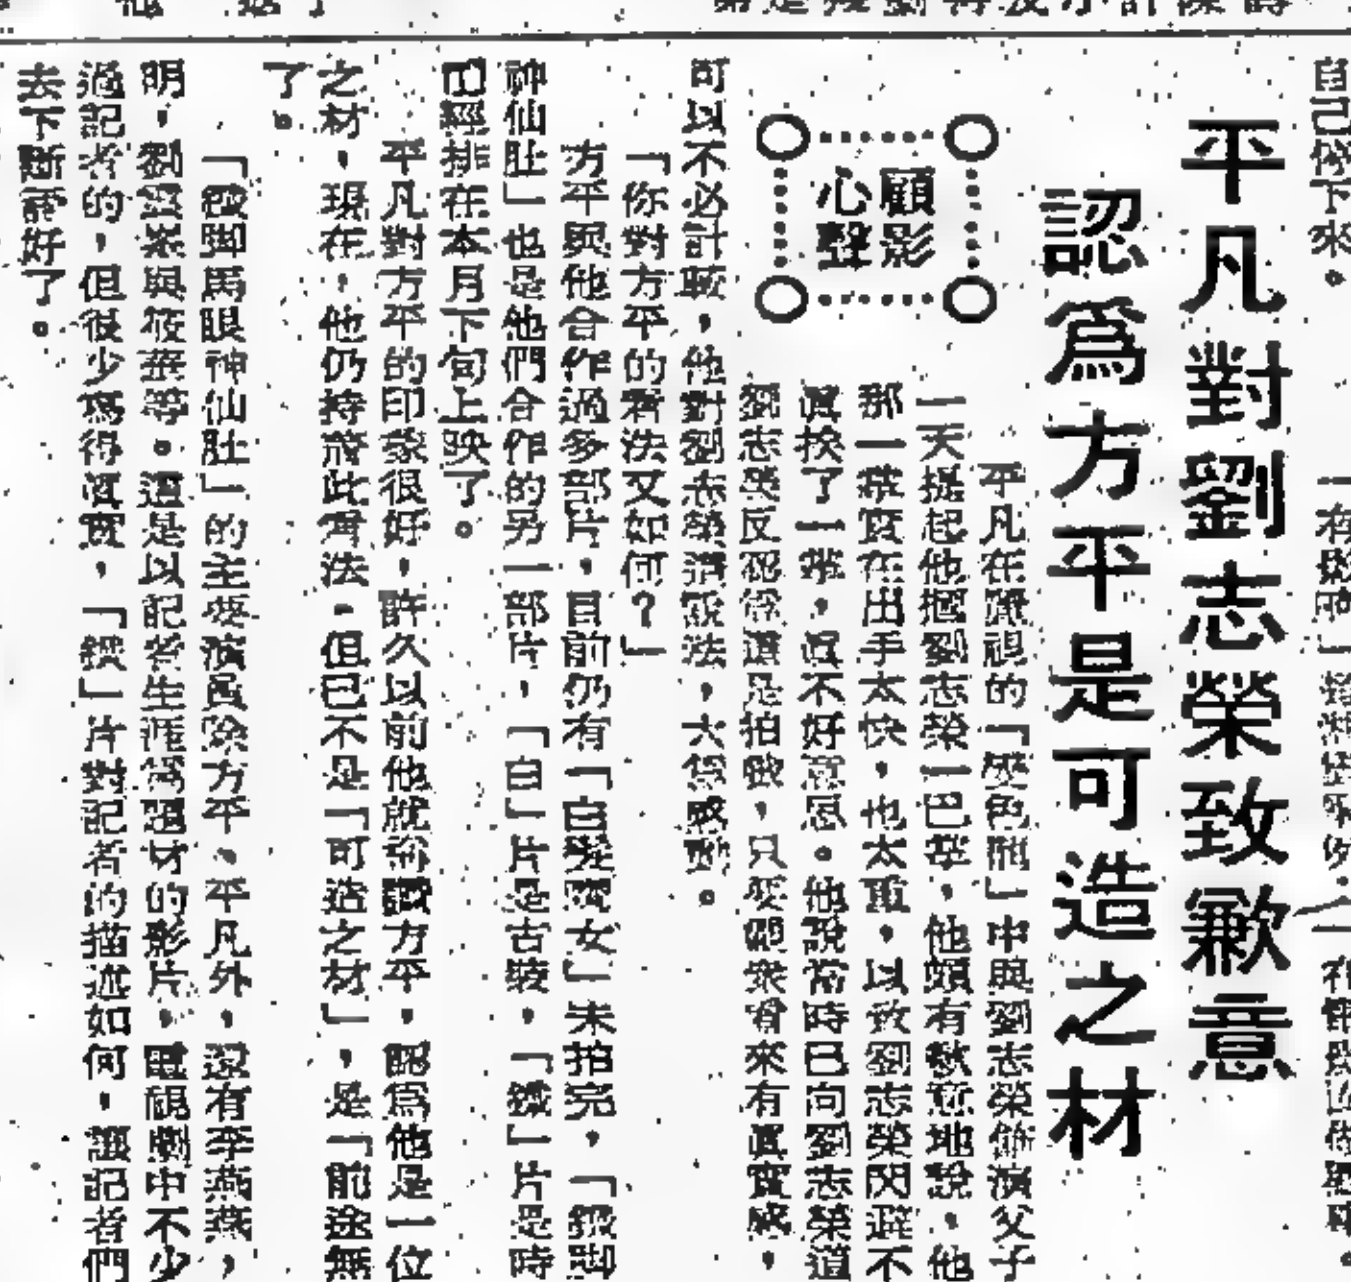 平凡對劉志榮致歉意
認爲方平是可造之材
顧影
心聲
平凡在麗視的「變色龍」中與劉志榮飾演父子
一天提起他摑劉志榮一巴掌，他頗有歉意地說，他
那一掌實在出手太快，也太重，以致劉志榮閃避不
眞挨了一掌，眞不好意思。他說當時已向劉志榮道
劉志榮反認爲這是拍戲，只要觀衆看來有眞實感，
可以不必計較，他對劉志榮這說法，大爲感動。
「你對方平的看法又如何？」
方平與他合作過多部片，目前仍有「白髮魔女」未拍完，「鐵脚
神仙肚」也是他們合作的另一部片，「白」片是古裝，「鐵」片是時
已經排在本月下旬上映了。
平凡對方平的印象很好，許久以前他就稱讚方平，認爲他是一位
之材，現在，他仍持着此看法，但已不是「可造之材」，是「前途無
了。
「鐵脚馬眼神仙肚」的主要演員除方平、平凡外，還有李燕燕，
明，劉 與 等。這是以記者生涯爲題材的影片，電視劇中不少
過記者的，但很少寫得眞實，「鐵」片對記者的描述如何，讓記者們
去下斷語好了。
自己停下來。